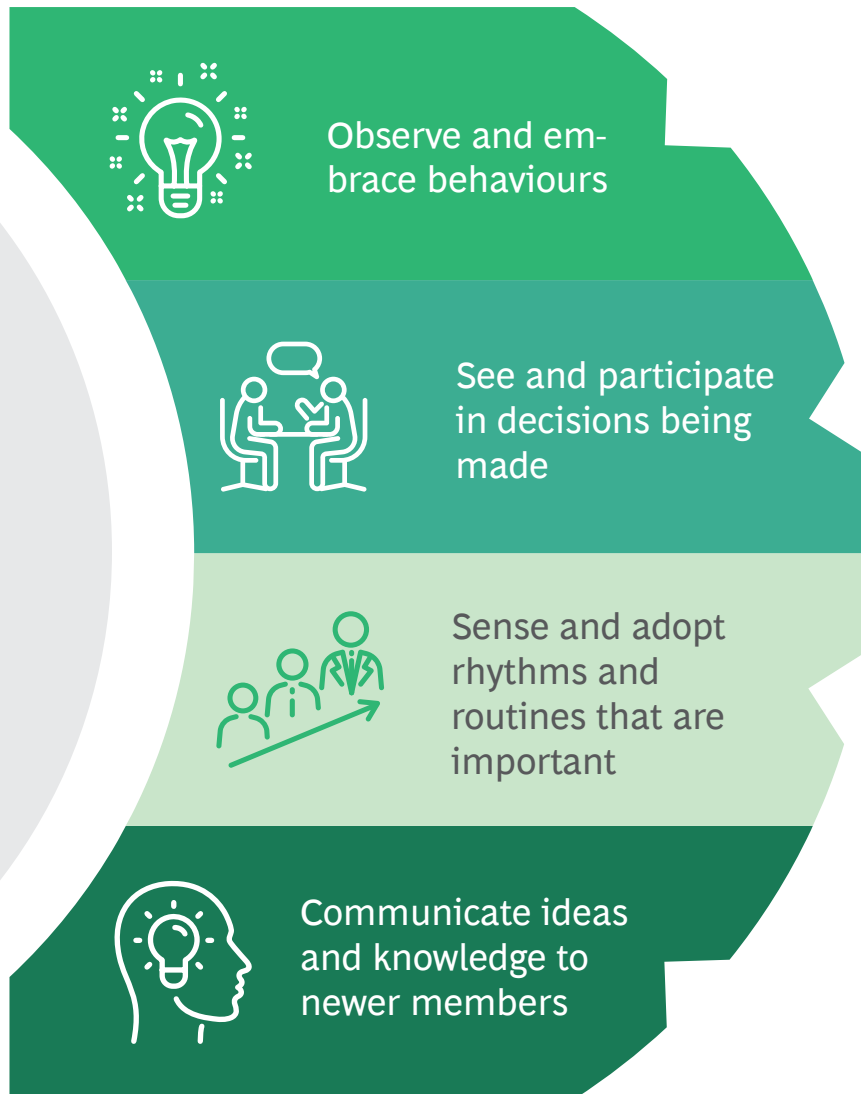 Observe and em-
brace behaviours
See and participate
in decisions being
made
Sense and adopt
rhythms and
routines that are
important
Communicate ideas
and knowledge to
newer members